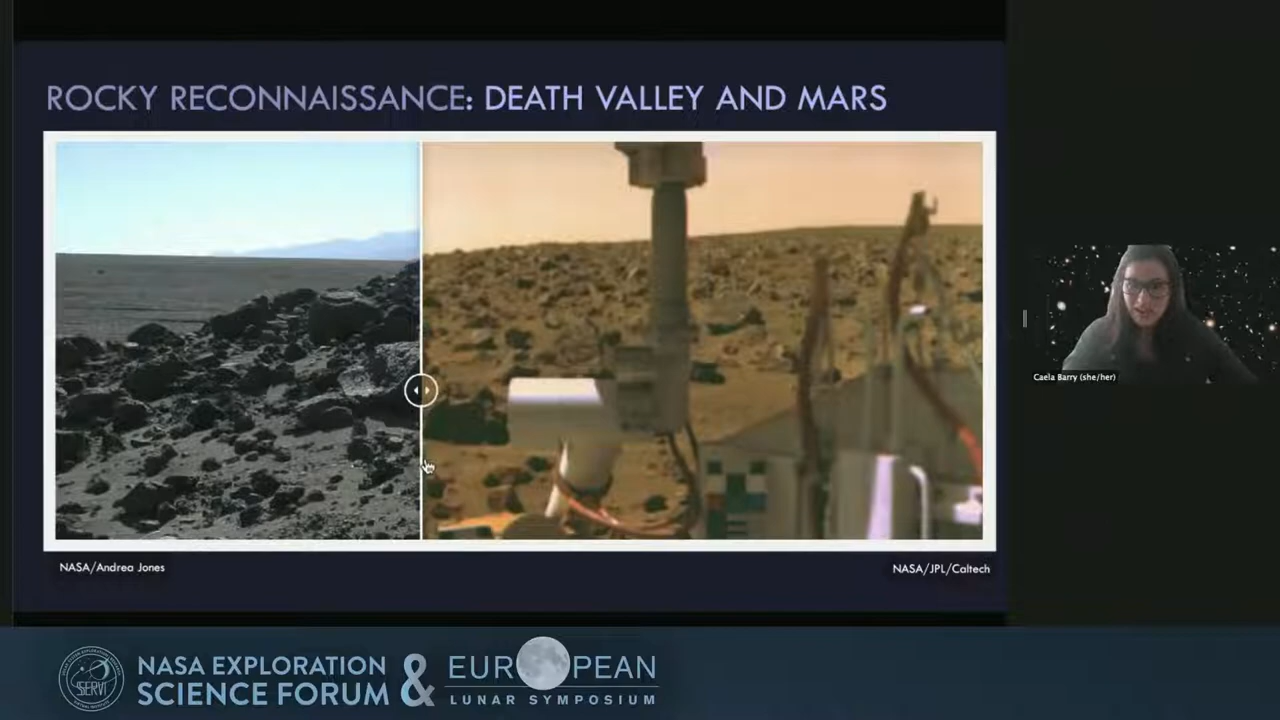 ROCKY RECONNAISSANCE: DEATH VALLEY AND MARS
NASA/Andrea Jones
NASA/JPL/Caltech
Caela Barry (she/her)
SERVI
NASA EXPLORATION
SCIENCE FORUM
&
EUROPEAN
LUNAR SYMPOSIUM